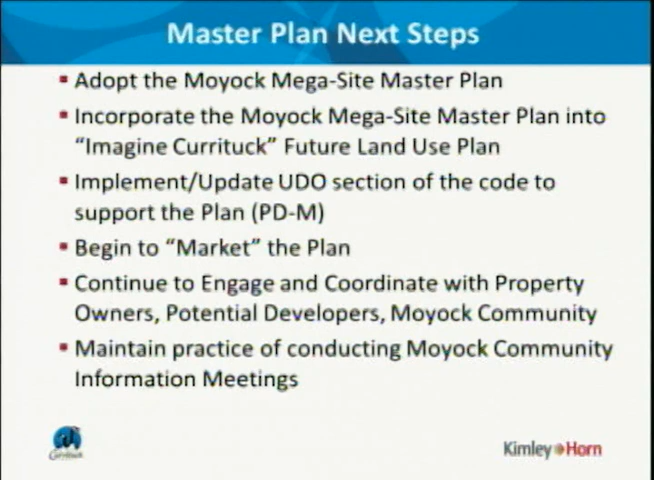 Master Plan Next Steps
Adopt the Moyock Mega-Site Master Plan
Incorporate the Moyock Mega-Site Master Plan into
“Imagine Currituck” Future Land Use Plan
Implement/Update UDO section of the code to
support the Plan (PD-M)
Begin to “Market” the Plan
Continue to Engage and Coordinate with Property
Owners, Potential Developers, Moyock Community
Maintain practice of conducting Moyock Community
Information Meetings
Currituck
Kimley Horn